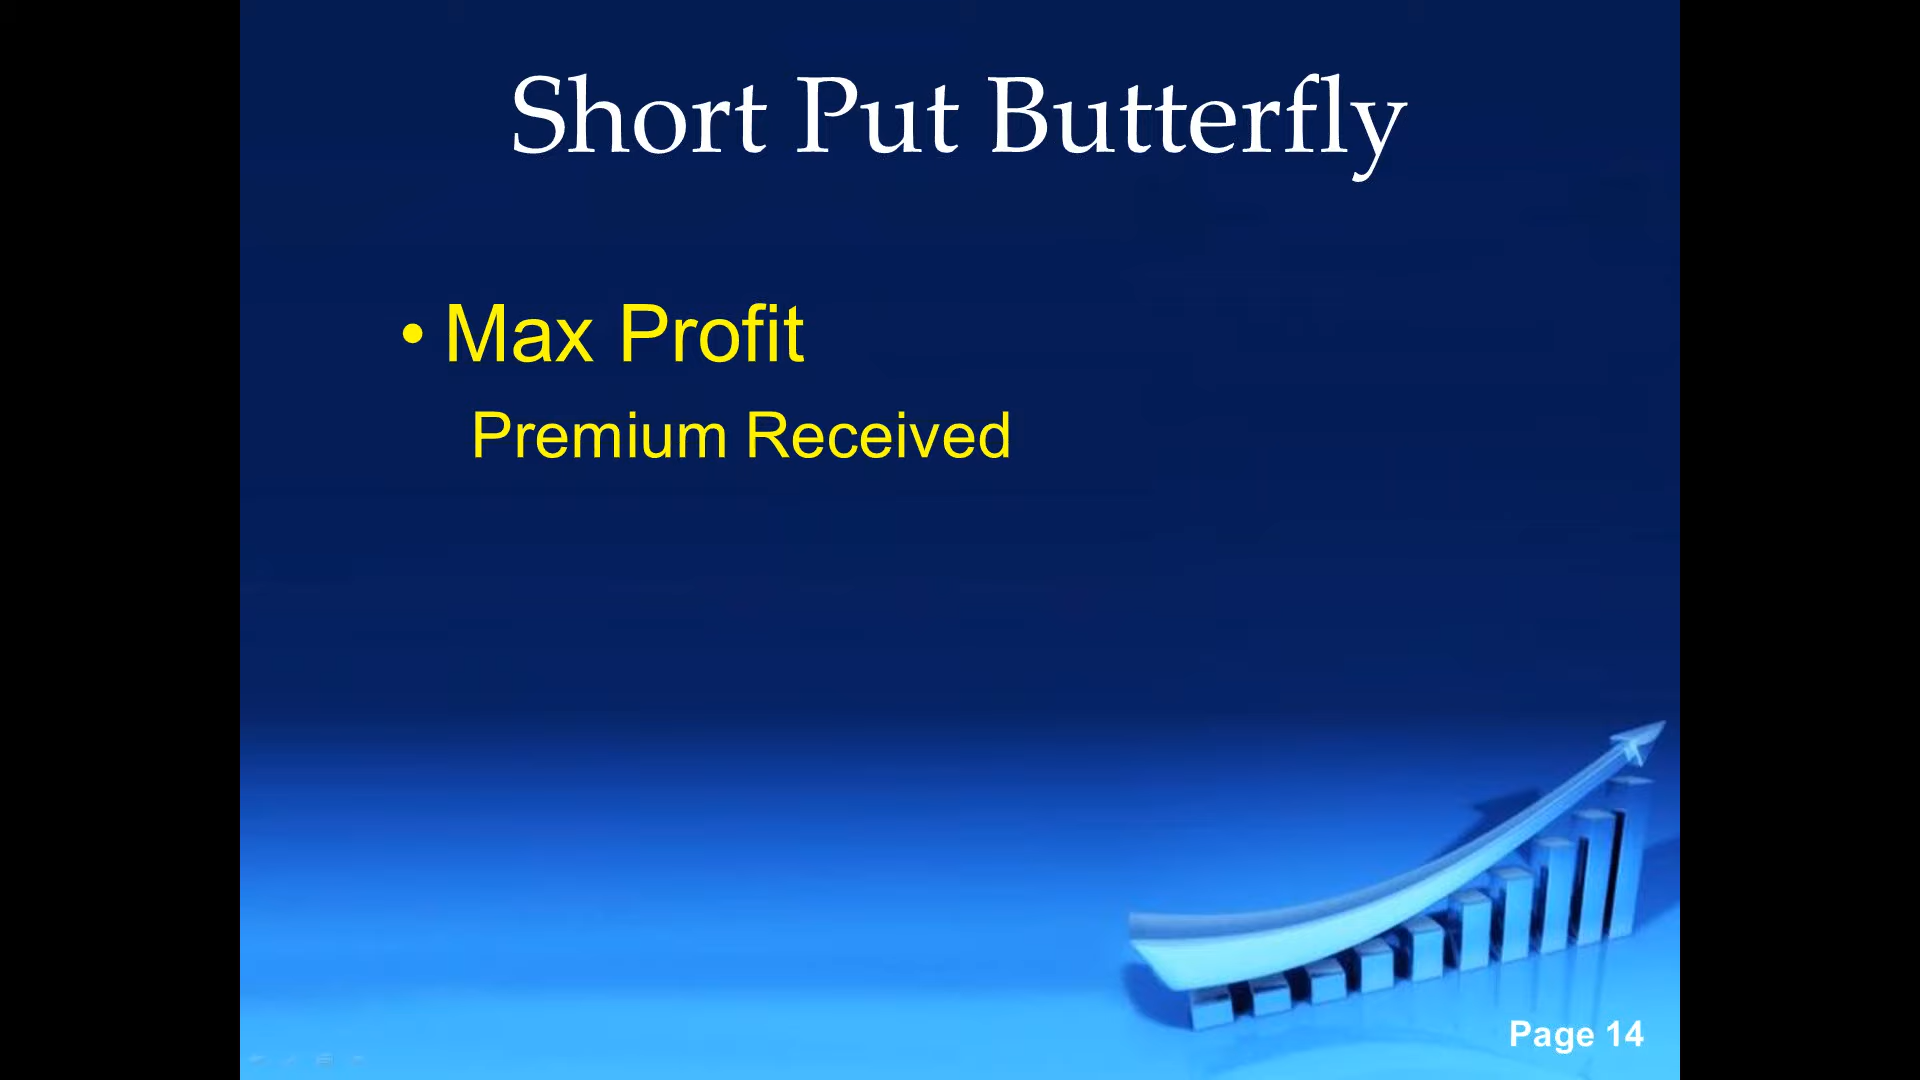 Short Put Butterfly
• Max Profit
Premium Received
Page 14